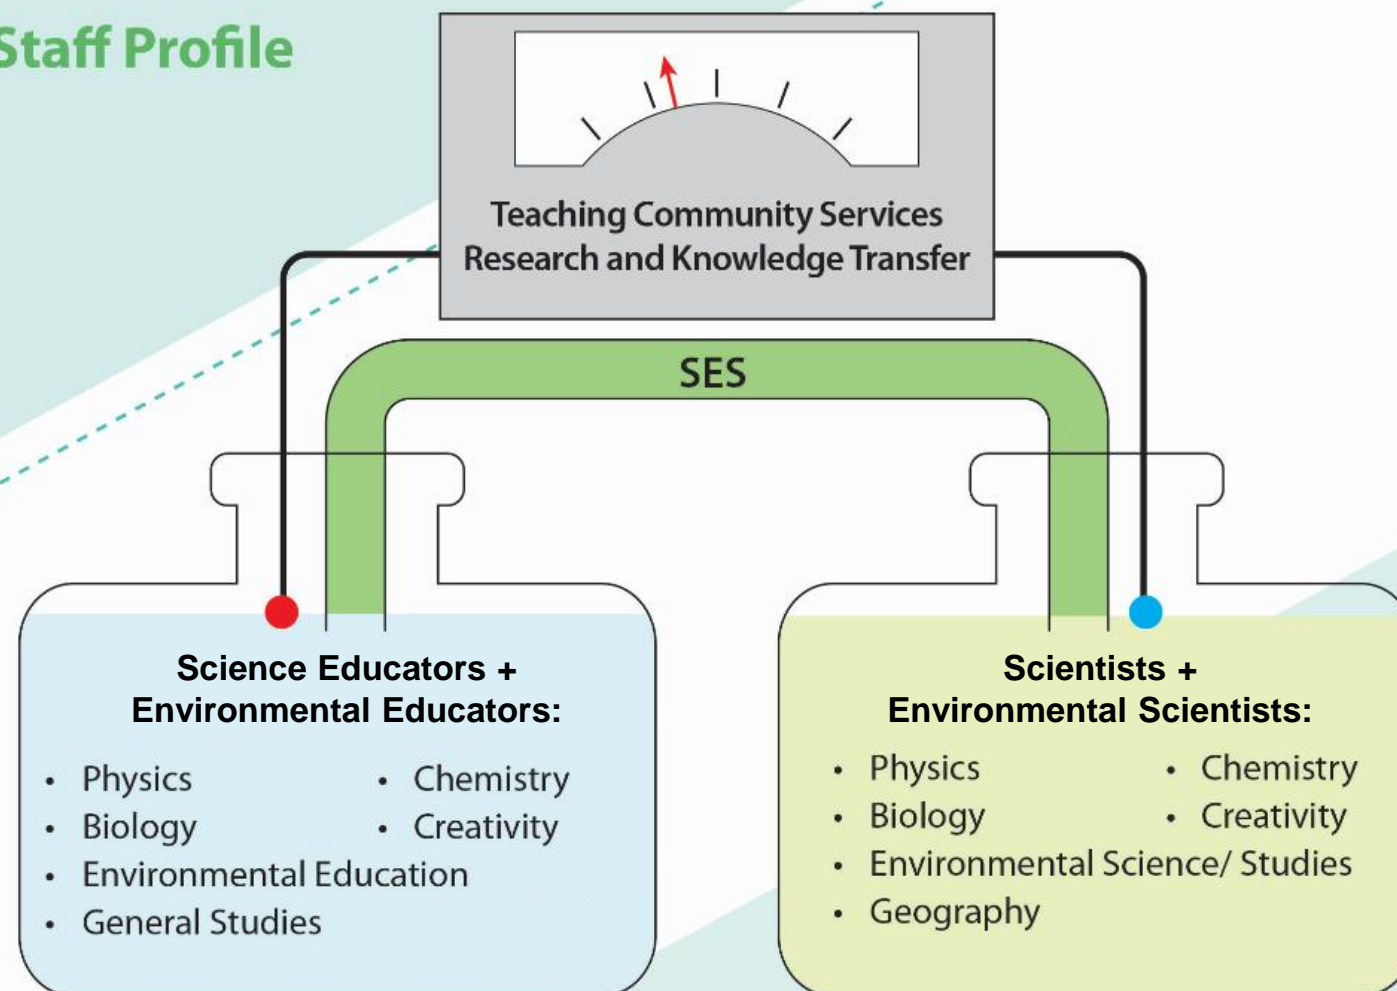 Staff Profile
Teaching Community Services
Research and Knowledge Transfer
SES
Science Educators +
Environmental Educators:
• Physics
• Chemistry
• Biology
• Creativity
• Environmental Education
• General Studies
Scientists +
Environmental Scientists:
• Physics
• Chemistry
• Biology
• Creativity
• Environmental Science/ Studies
• Geography